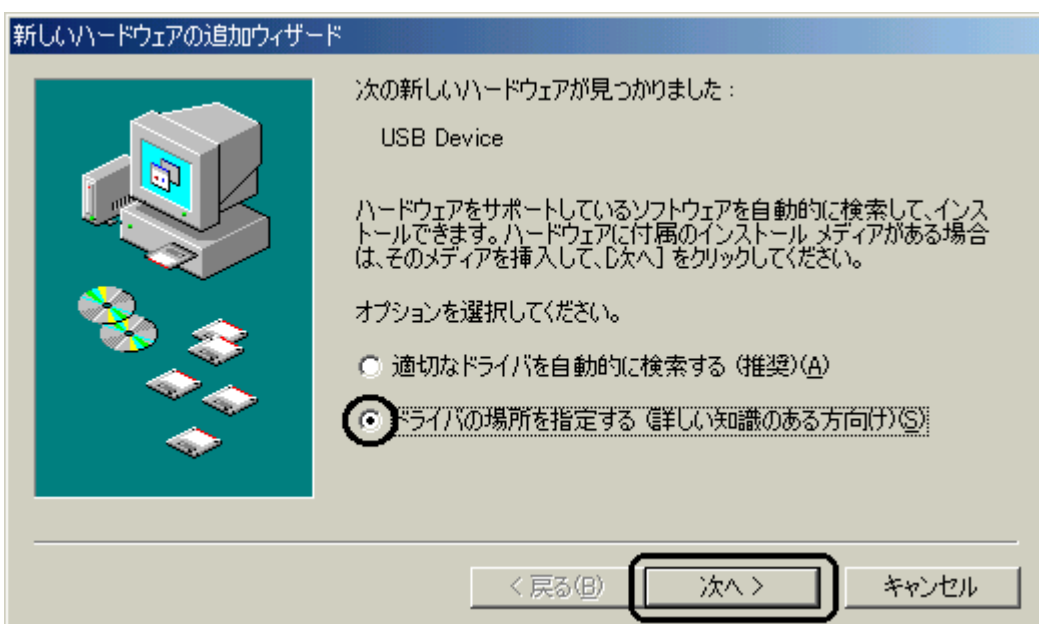 新しいハードウェアの追加ウィザード
次の新しいハードウェアが見つかりました:
USB Device
ハードウェアをサポートしているソフトウェアを自動的に検索して、インス
トールできます。ハードウェアに付属のインストール メディアがある場合
は、そのメディアを挿入して、[次へ] をクリックしてください。
オプションを選択してください。
適切なドライバを自動的に検索する (推奨)(A)
ドライバの場所を指定する (詳しい知識のある方向け)(S)
< 戻る(B)
次へ >
キャンセル